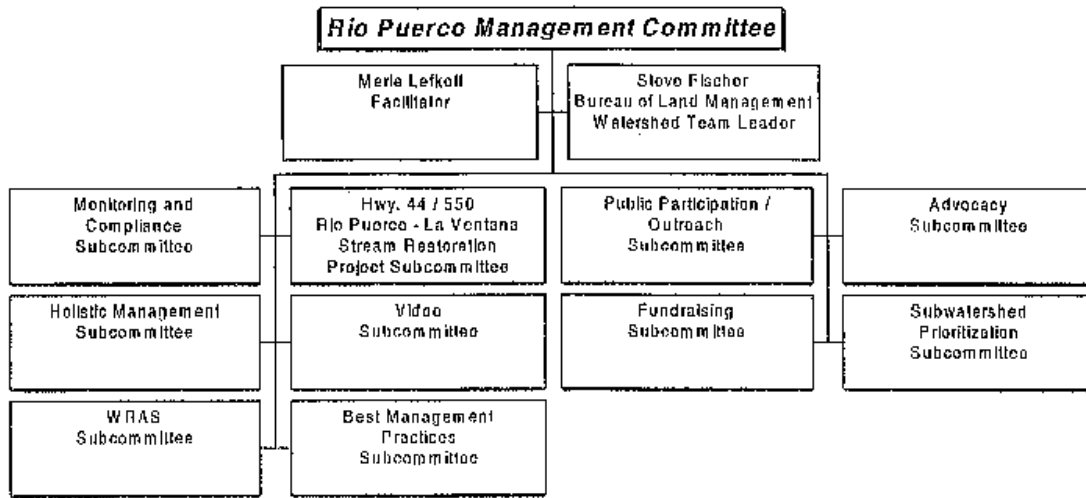 Rio Puerco Management Committee
Merle Lefkoff
Facilitator
Steve Fischer
Bureau of Land Management
Watershed Team Leader
Monitoring and
Compliance
Subcommittee
Hwy. 44 / 550
Rio Puerco - La Ventana
Stream Restoration
Project Subcommittee
Public Participation /
Outreach
Subcommittee
Advocacy
Subcommittee
Holistic Management
Subcommittee
Video
Subcommittee
Fundraising
Subcommittee
Subwatershed
Prioritization
Subcommittee
WRAS
Subcommittee
Best Management
Practices
Subcommittee